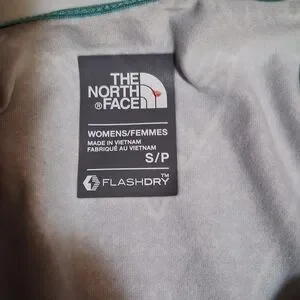 THE
NORTH
® FACE
WOMENS/FEMMES
MADE IN VIETNAM
FABRIQUÉ AU VIETNAM
S/P
FLASHDRY™